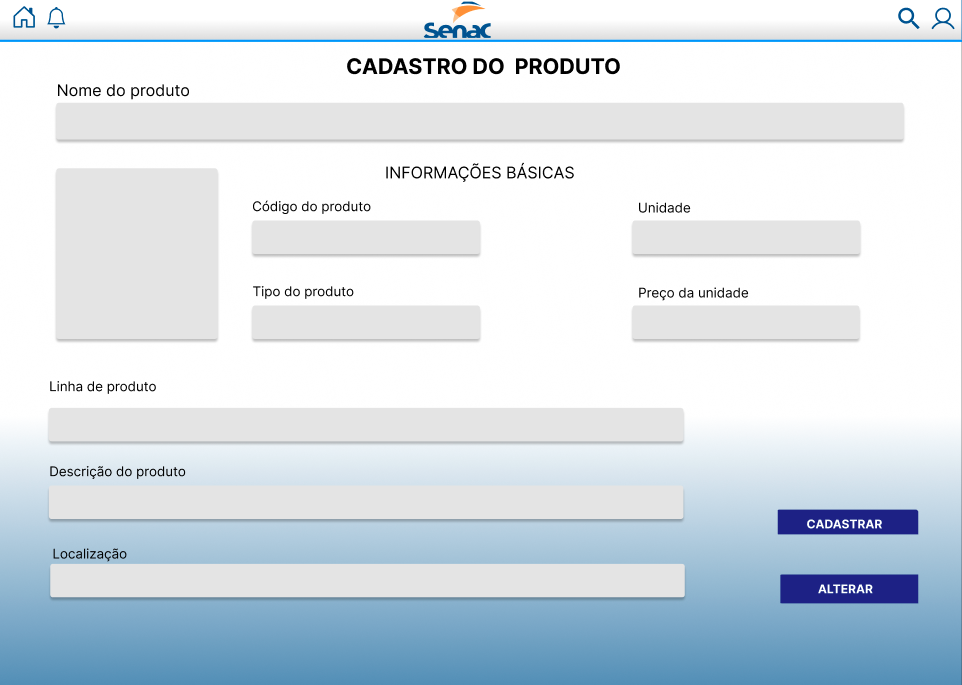 Senac
CADASTRO DO PRODUTO
Nome do produto
INFORMAÇÕES BÁSICAS
Código do produto
Unidade
Tipo do produto
Preço da unidade
Linha de produto
Descrição do produto
CADASTRAR
Localização
ALTERAR